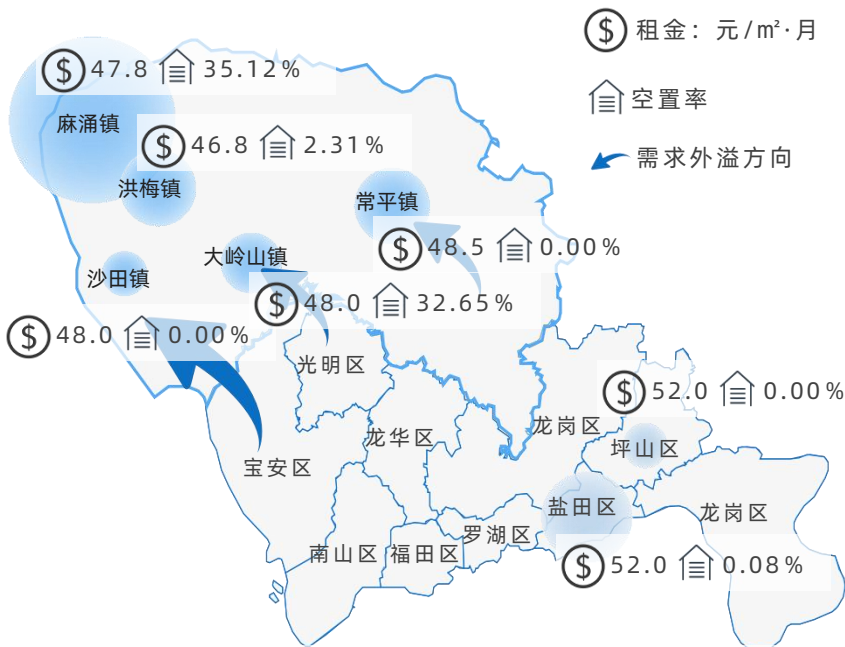 租金：元/㎡·月
空置率
需求外溢方向
$ 47.8 35.12%
麻涌镇
$ 46.8 2.31%
洪梅镇
常平镇
$ 48.5 0.00%
大岭山镇
沙田镇
$ 48.0 32.65%
$ 48.0 0.00%
光明区
$ 52.0 0.00%
龙岗区
龙华区
坪山区
宝安区
盐田区
龙岗区
罗湖区
南山区
福田区
$ 52.0 0.08%